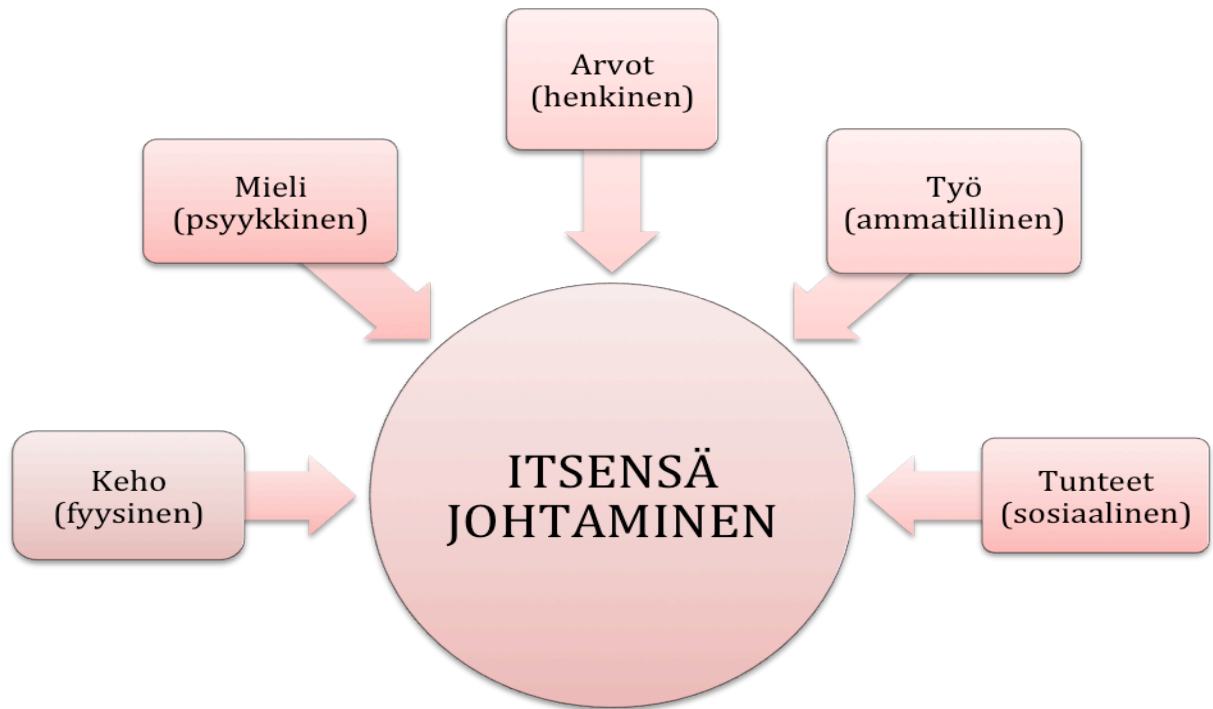 Arvot
(henkinen)
Mieli
(psyykkinen)
Työ
(ammatillinen)
Keho
(fyysinen)
ITSENSÄ
JOHTAMINEN
Tunteet
(sosiaalinen)